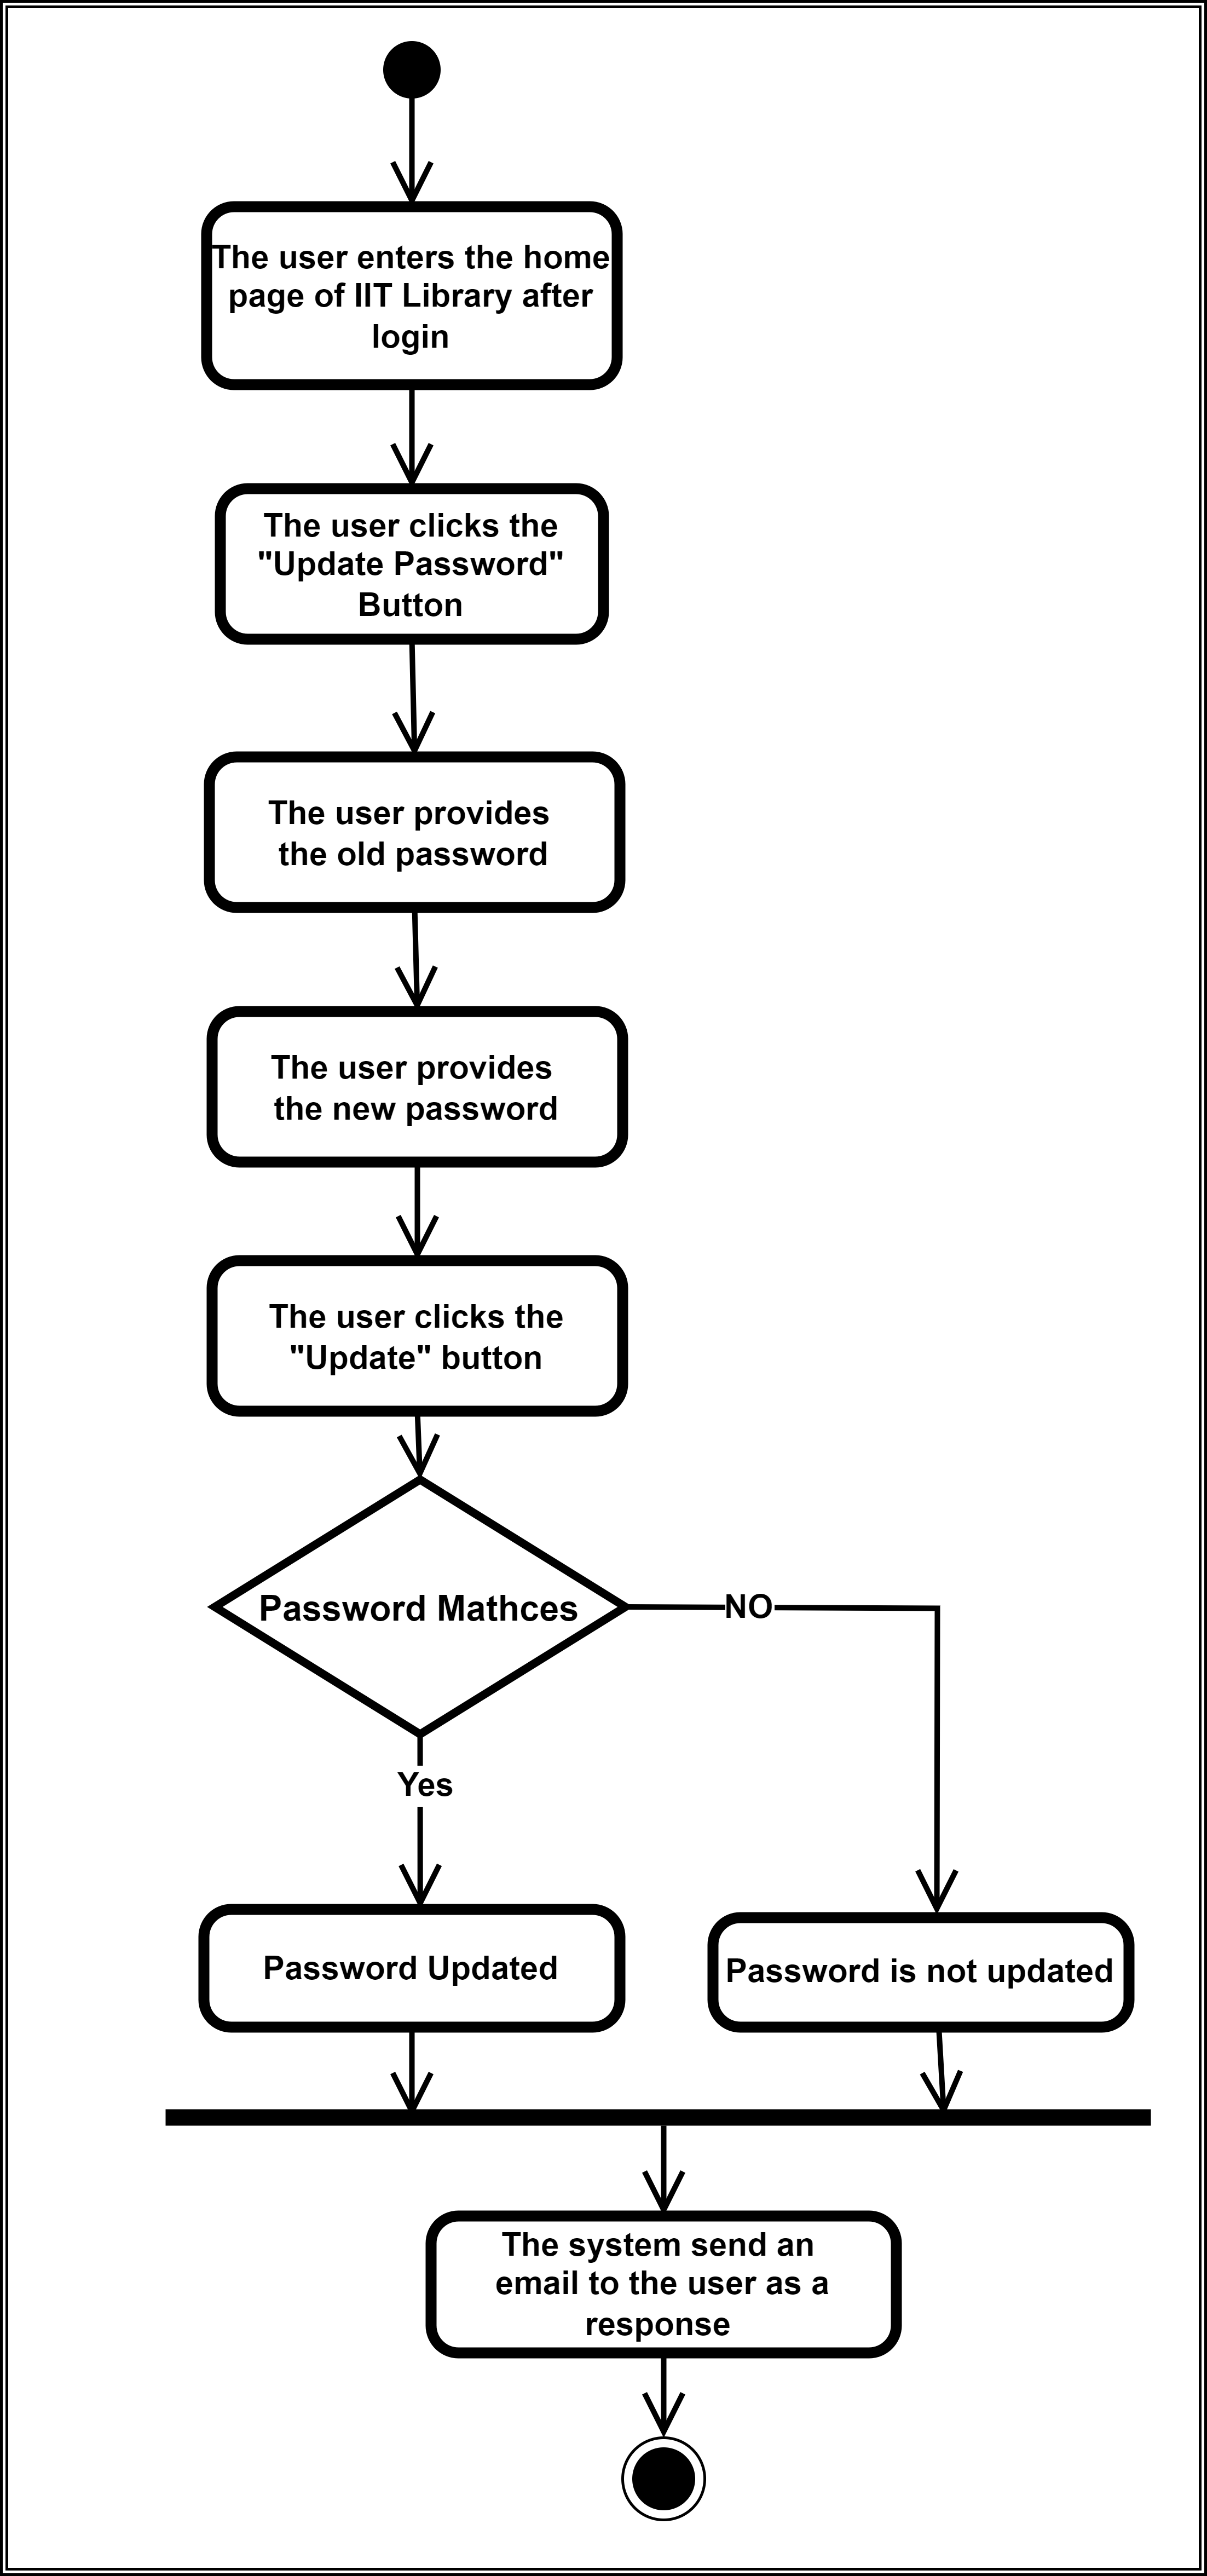 The user enters the home
page of IIT Library after
login
The user clicks the
"Update Password"
Button
The user provides
the old password
The user provides
the new password
The user clicks the
"Update" button
Password Mathces
NO
Yes
Password Updated
Password is not updated
The system send an
email to the user as a
response